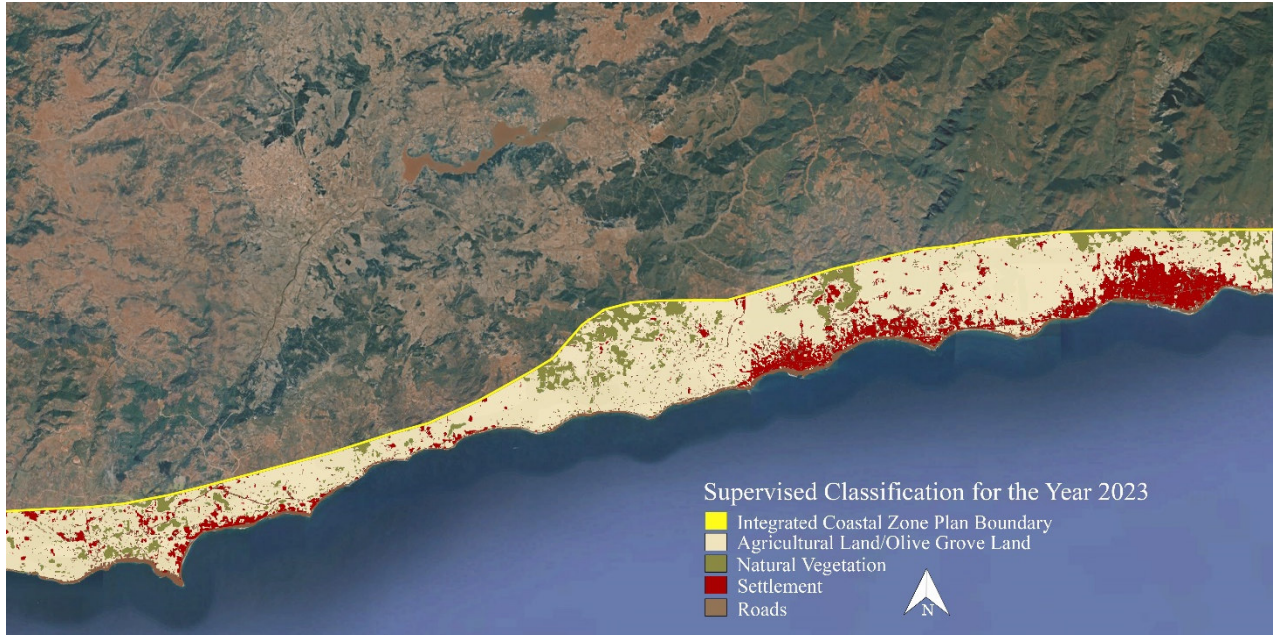 Supervised Classification for the Year 2023
Integrated Coastal Zone Plan Boundary
Agricultural Land/Olive Grove Land
Natural Vegetation
Settlement
Roads
N